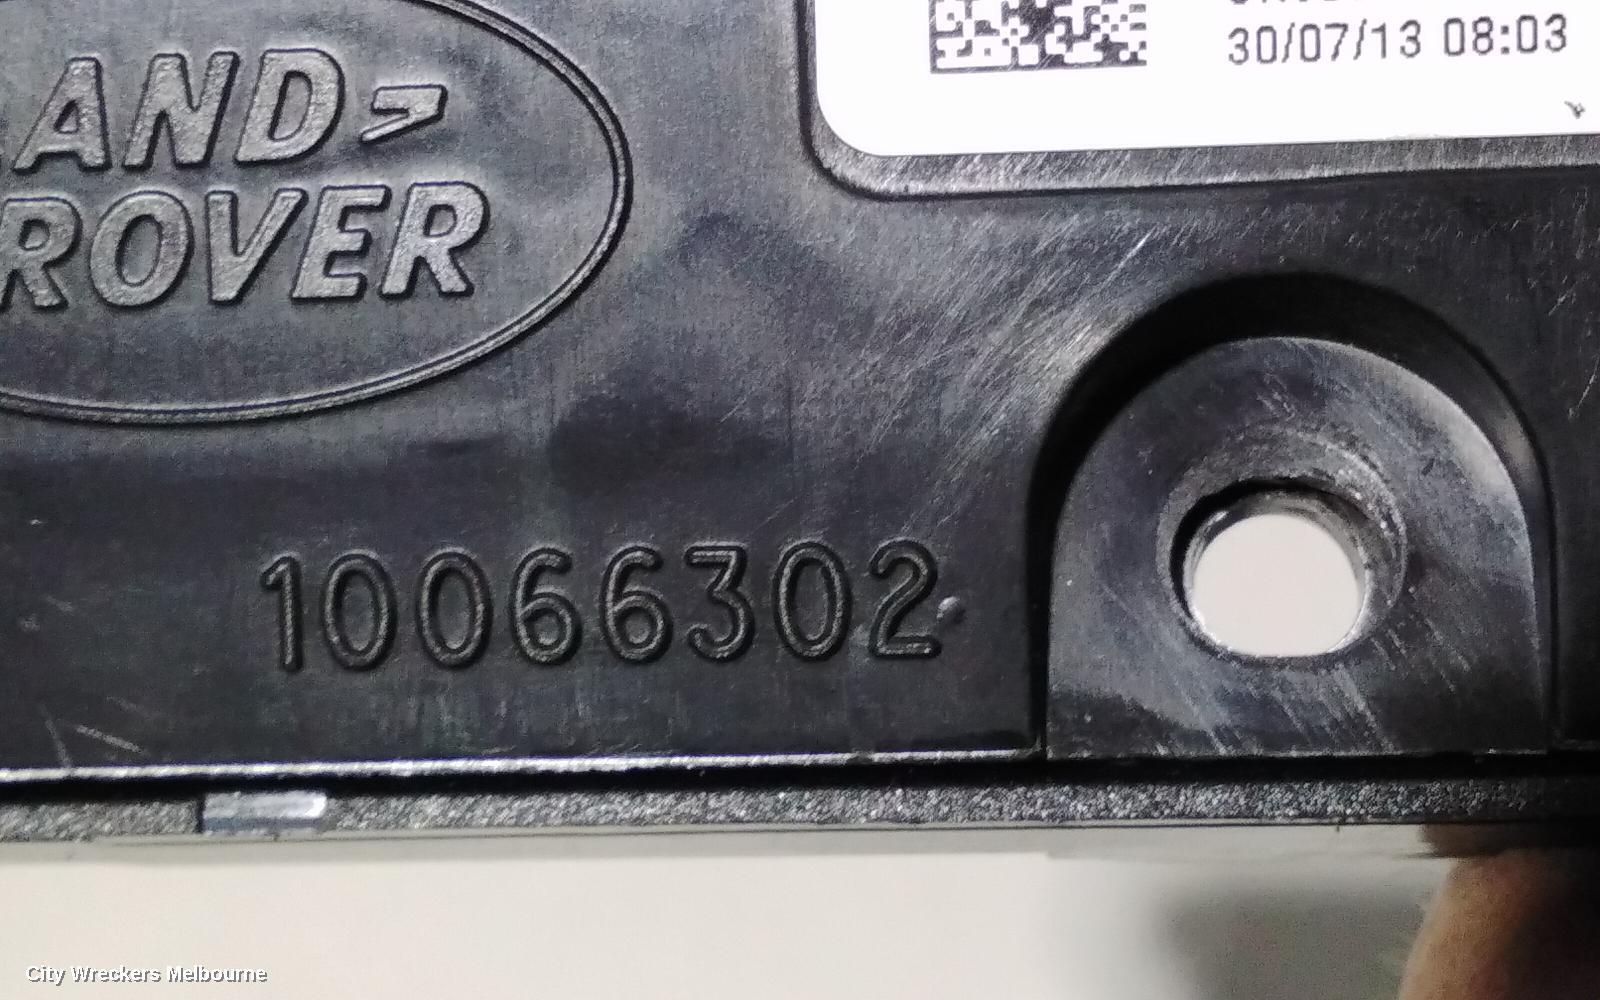 LAND>
ROVER
30/07/13 08:03
10066302
City Wreckers Melbourne